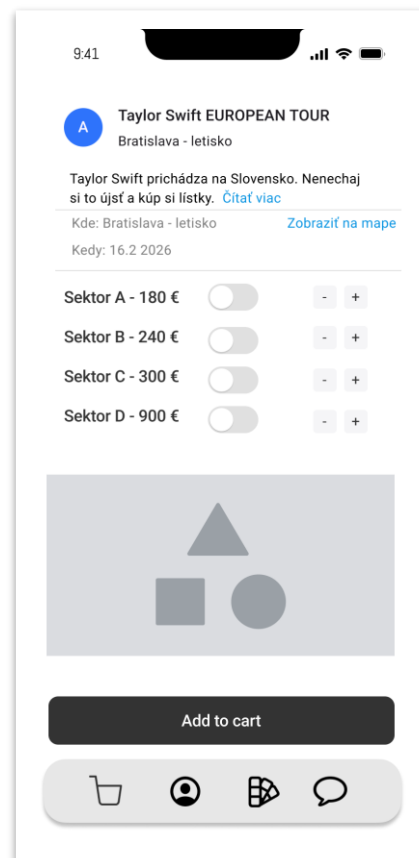 9:41
A
Taylor Swift EUROPEAN TOUR
Bratislava - letisko
Taylor Swift prichádza na Slovensko. Nenechaj
si to újsť a kúp si lístky. Čítať viac
Kde: Bratislava - letisko Zobraziť na mape
Kedy: 16.2 2026
Sektor A - 180 € - +
Sektor B - 240 € - +
Sektor C - 300 € - +
Sektor D - 900 € - +
Add to cart